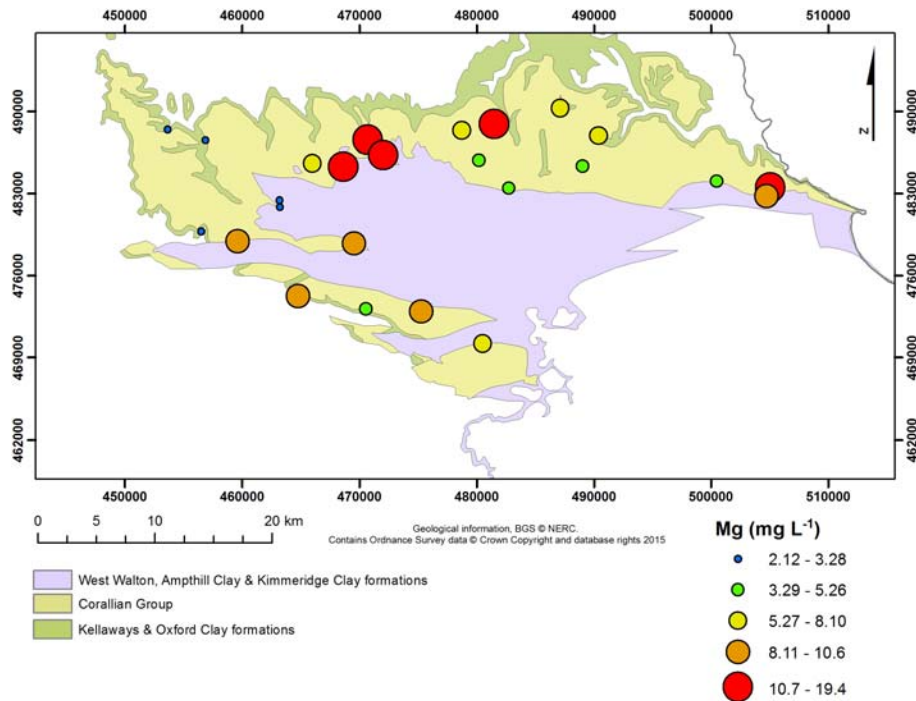 450000 460000 470000 480000 490000 500000 510000
490000 490000
483000 483000
476000 476000
469000 469000
462000 462000
N
450000 460000 470000 480000 490000 500000 510000
0 5 10 20 km
Geological information, BGS © NERC.
Contains Ordnance Survey data © Crown Copyright and database rights 2015
West Walton, Ampthill Clay & Kimmeridge Clay formations
Corallian Group
Kellaways & Oxford Clay formations
Mg (mg L⁻¹)
2.12 - 3.28
3.29 - 5.26
5.27 - 8.10
8.11 - 10.6
10.7 - 19.4